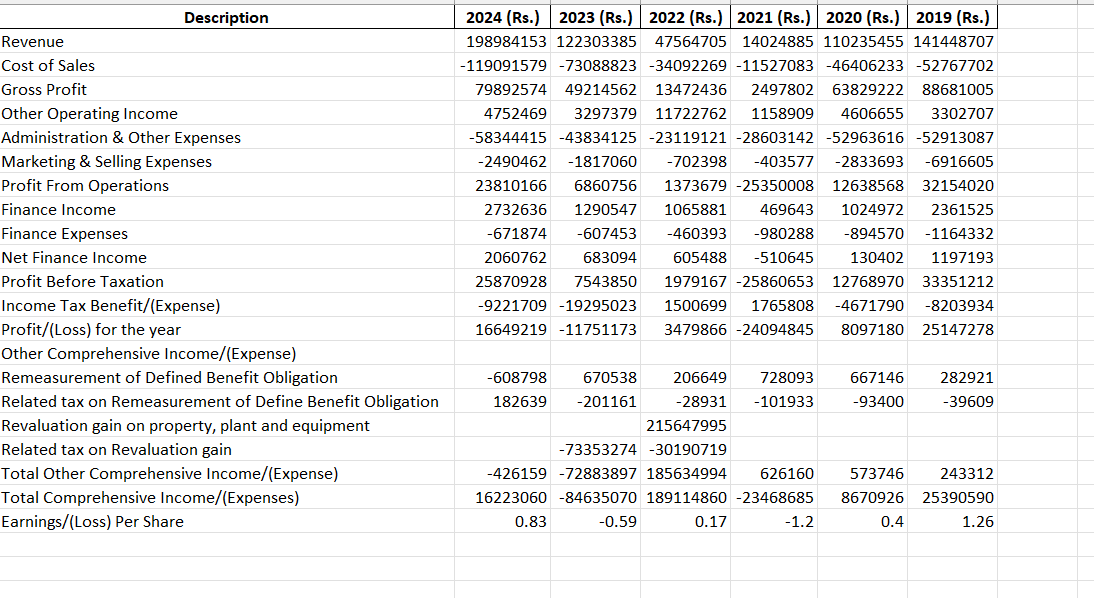 Description 2024 (Rs.) 2023 (Rs.) 2022 (Rs.) 2021 (Rs.) 2020 (Rs.) 2019 (Rs.)
Revenue 198984153 122303385 47564705 14024885 110235455 141448707
Cost of Sales -119091579 -73088823 -34092269 -11527083 -46406233 -52767702
Gross Profit 79892574 49214562 13472436 2497802 63829222 88681005
Other Operating Income 4752469 3297379 11722762 1158909 4606655 3302707
Administration & Other Expenses -58344415 -43834125 -23119121 -28603142 -52963616 -52913087
Marketing & Selling Expenses -2490462 -1817060 -702398 -403577 -2833693 -6916605
Profit From Operations 23810166 6860756 1373679 -25350008 12638568 32154020
Finance Income 2732636 1290547 1065881 469643 1024972 2361525
Finance Expenses -671874 -607453 -460393 -980288 -894570 -1164332
Net Finance Income 2060762 683094 605488 -510645 130402 1197193
Profit Before Taxation 25870928 7543850 1979167 -25860653 12768970 33351212
Income Tax Benefit/(Expense) -9221709 -19295023 1500699 1765808 -4671790 -8203934
Profit/(Loss) for the year 16649219 -11751173 3479866 -24094845 8097180 25147278
Other Comprehensive Income/(Expense)
Remeasurement of Defined Benefit Obligation -608798 670538 206649 728093 667146 282921
Related tax on Remeasurement of Define Benefit Obligation 182639 -201161 -28931 -101933 -93400 -39609
Revaluation gain on property, plant and equipment 215647995
Related tax on Revaluation gain -73353274 -30190719
Total Other Comprehensive Income/(Expense) -426159 -72883897 185634994 626160 573746 243312
Total Comprehensive Income/(Expenses) 16223060 -84635070 189114860 -23468685 8670926 25390590
Earnings/(Loss) Per Share 0.83 -0.59 0.17 -1.2 0.4 1.26